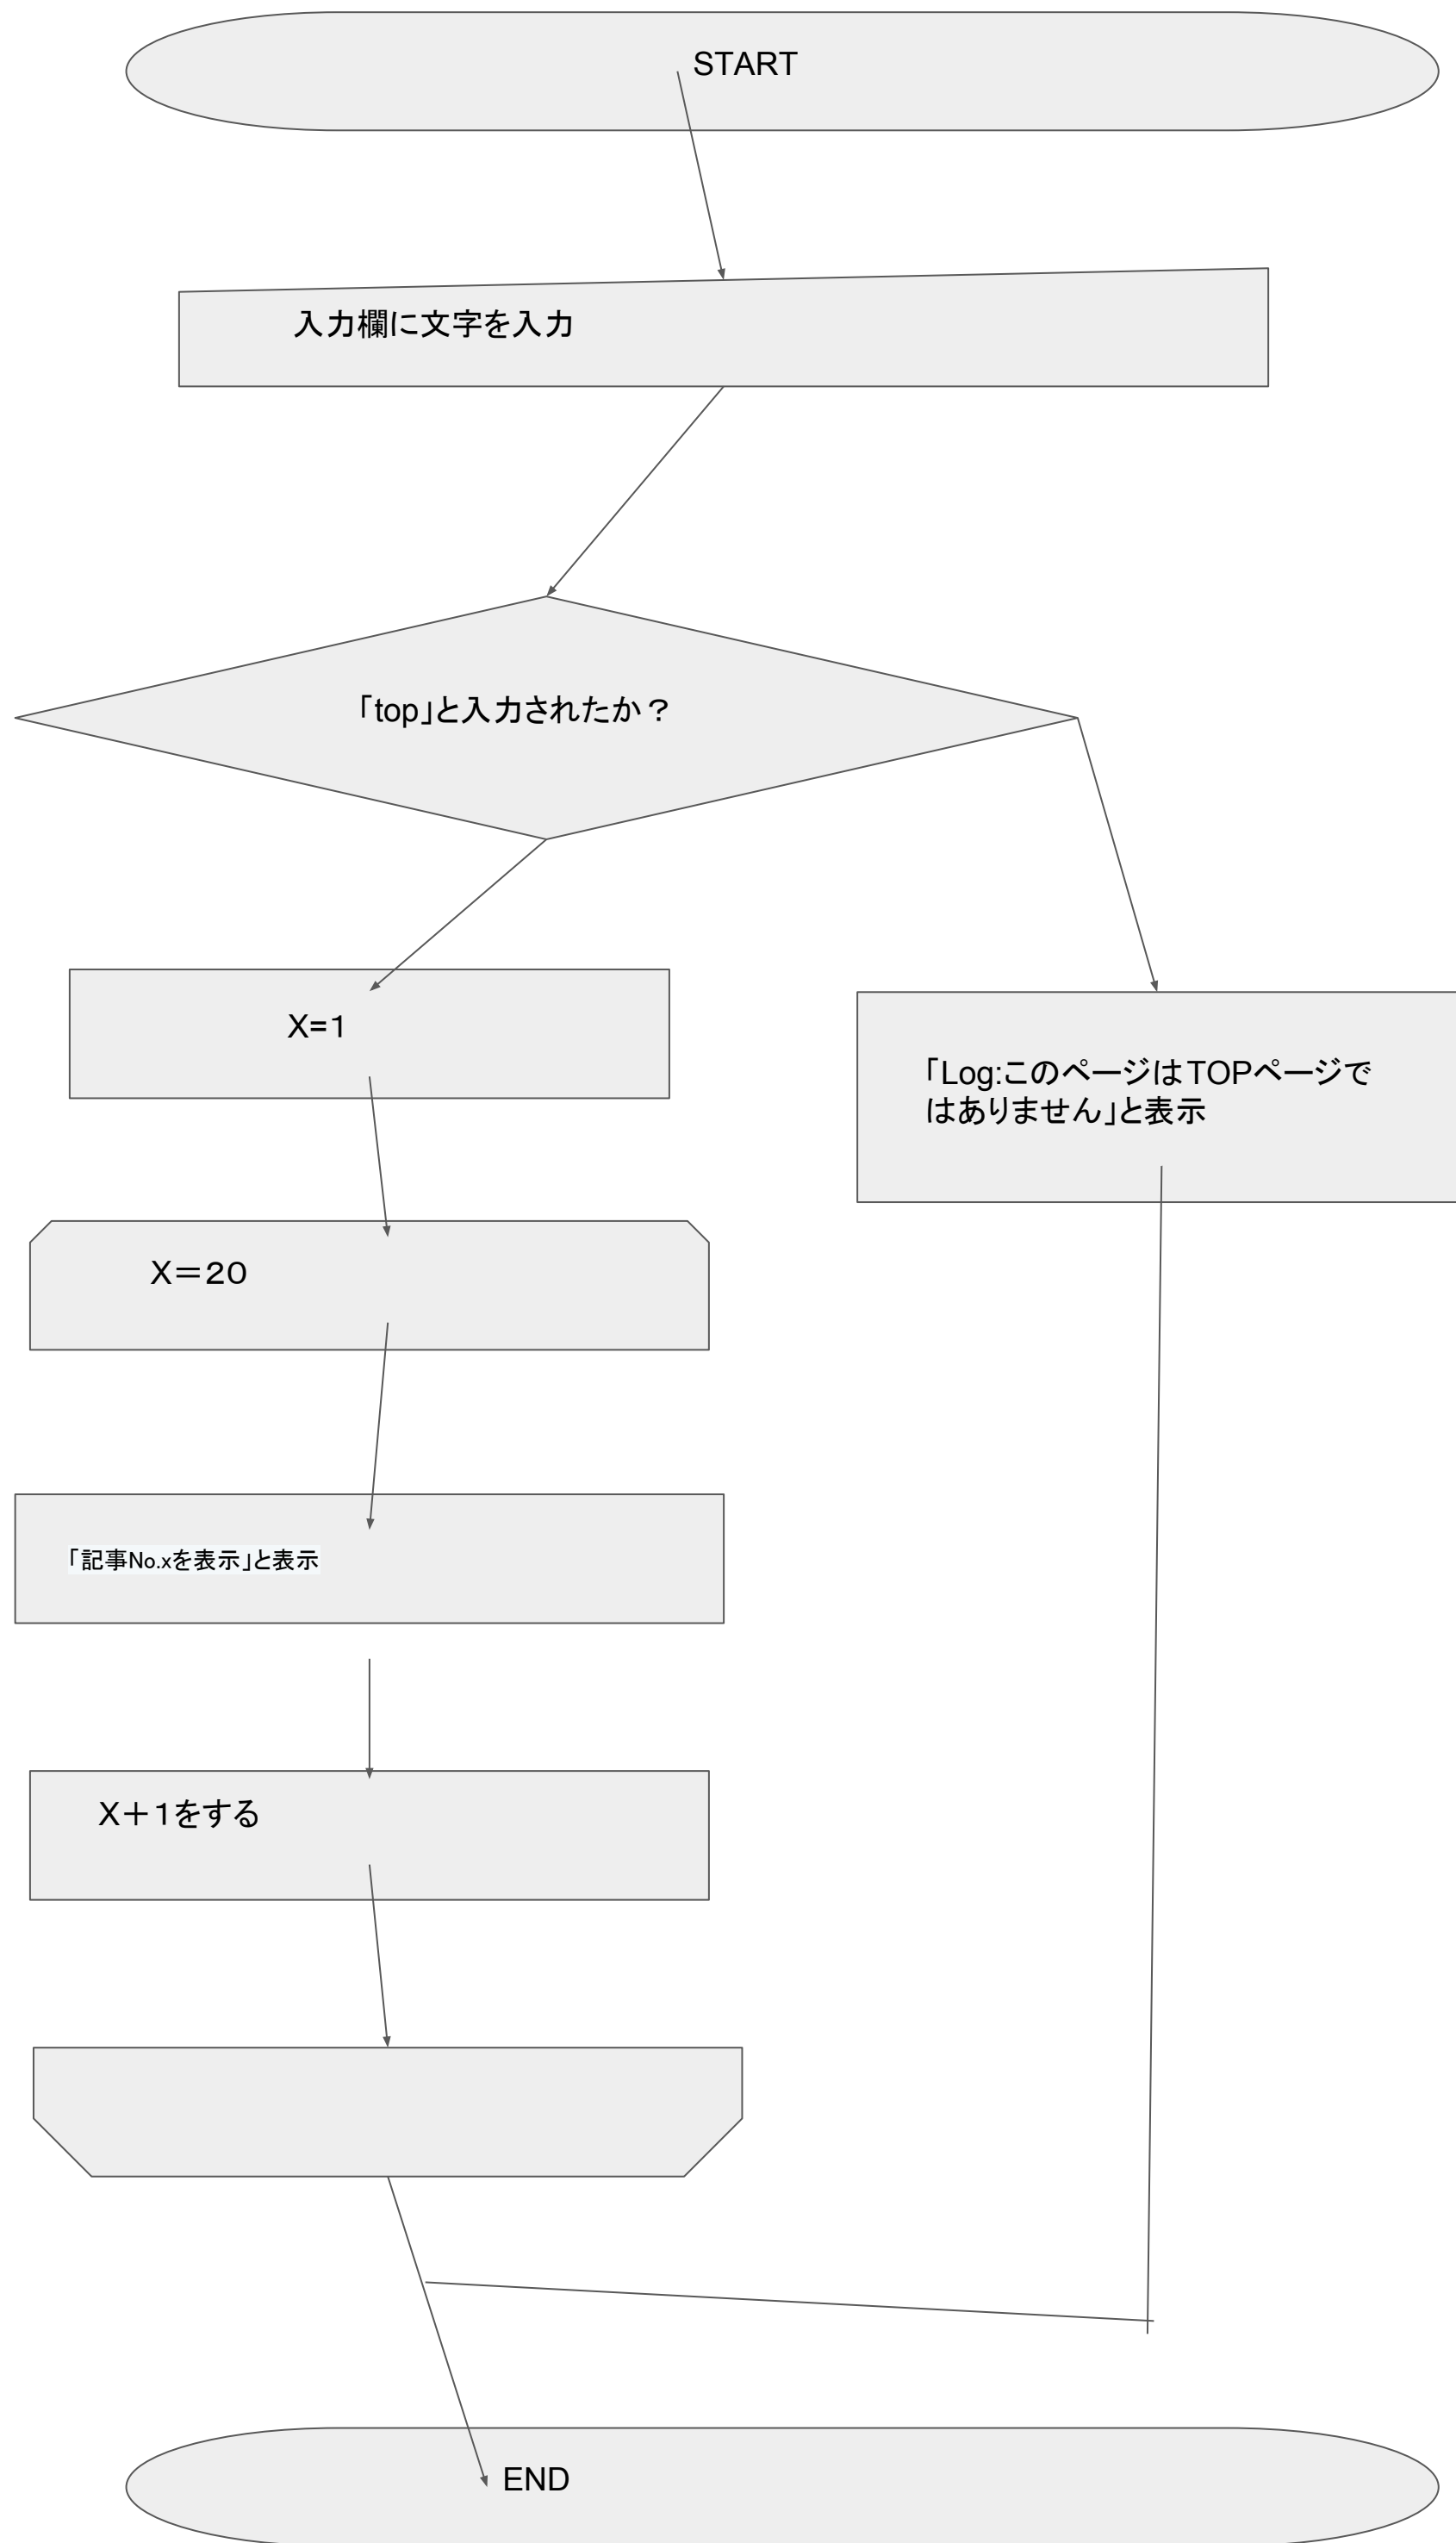 START
入力欄に文字を入力
「top」と入力されたか？
X=1
「Log:このページはTOPページで
はありません」と表示
X＝２０
「記事No.xを表示」と表示
X＋１をする
END